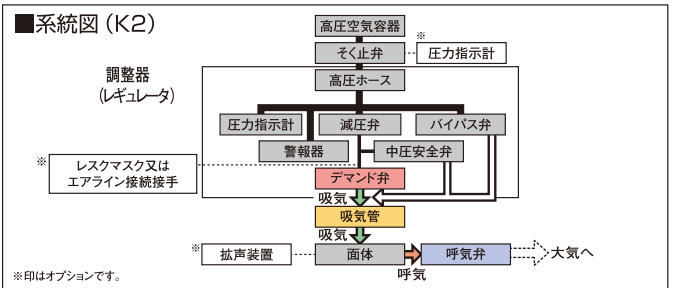 ■系統図(K2)
高圧空気容器
※
そく止弁
圧力指示計
調整器
(レギュレータ)
高圧ホース
圧力指示計
減圧弁
バイパス弁
警報器
中圧安全弁
※
レスクマスク又は
エアライン接続接手
デマンド弁
吸気
吸気管
吸気
※
拡声装置
面体
呼気弁
大気へ
呼気
※印はオプションです。